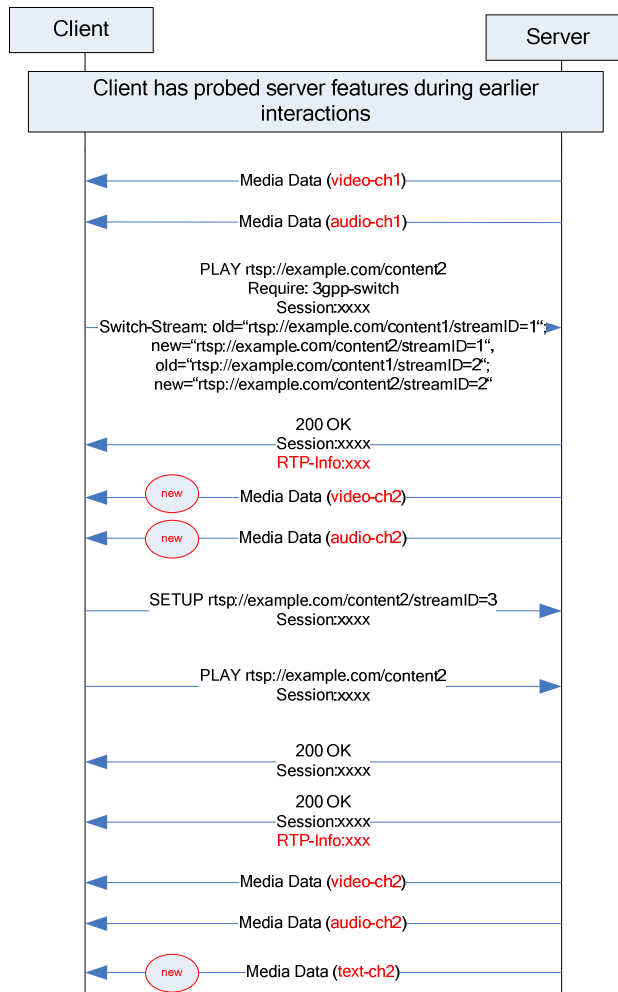 Client
Server
Client has probed server features during earlier
interactions
Media Data (video-ch1)
Media Data (audio-ch1)
PLAY rtsp://example.com/content2
Require: 3gpp-switch
Session:xxxx
Switch-Stream: old=“rtsp://example.com/content1/streamID=1“;
new=“rtsp://example.com/content2/streamID=1“,
old=“rtsp://example.com/content1/streamID=2“;
new=“rtsp://example.com/content2/streamID=2“
200 OK
Session:xxxx
RTP-Info:xxx
new
Media Data (video-ch2)
new
Media Data (audio-ch2)
SETUP rtsp://example.com/content2/streamID=3
Session:xxxx
PLAY rtsp://example.com/content2
Session:xxxx
200 OK
Session:xxxx
200 OK
Session:xxxx
RTP-Info:xxx
Media Data (video-ch2)
Media Data (audio-ch2)
new
Media Data (text-ch2)